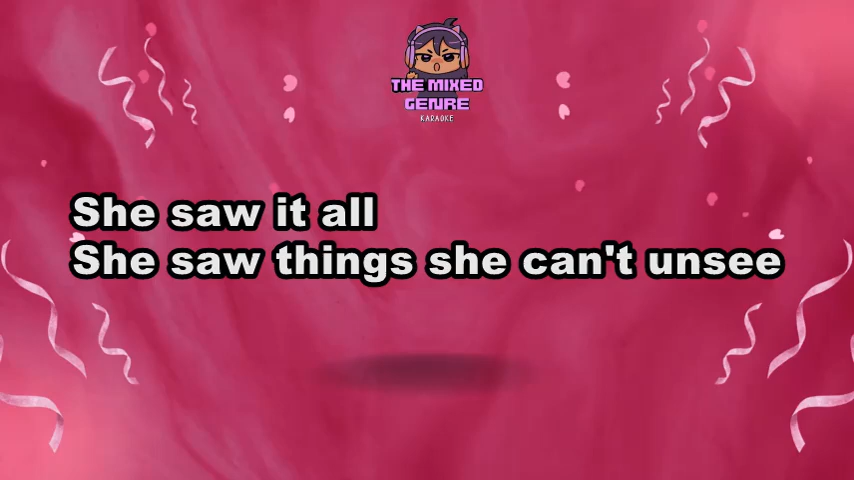 THE MIXED
GENRE
KARAOKE
She saw it all
She saw things she can't unsee